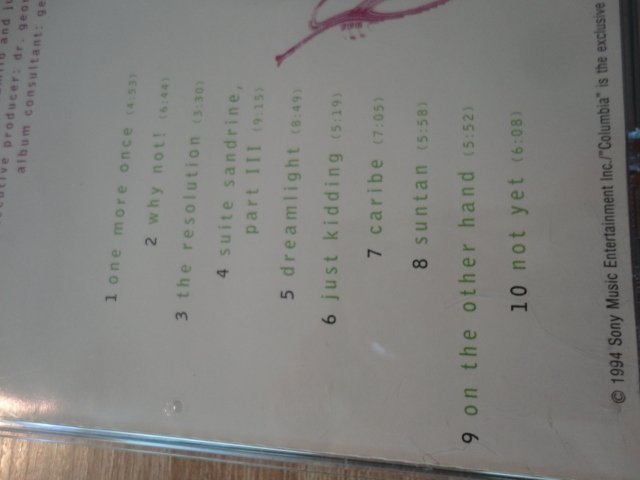 producer: dr.
album consultant:
1 one more once (4:53)
2 why not! (6:44)
3 the resolution (3:30)
4 suite sandrine,
part III (9:15)
5 dreamlight (8:49)
6 just kidding (5:19)
7 caribe (7:05)
8 suntan (5:58)
9 on the other hand (5:52)
10 not yet (6:08)
© 1994 Sony Music Entertainment Inc./"Columbia" is the exclusive